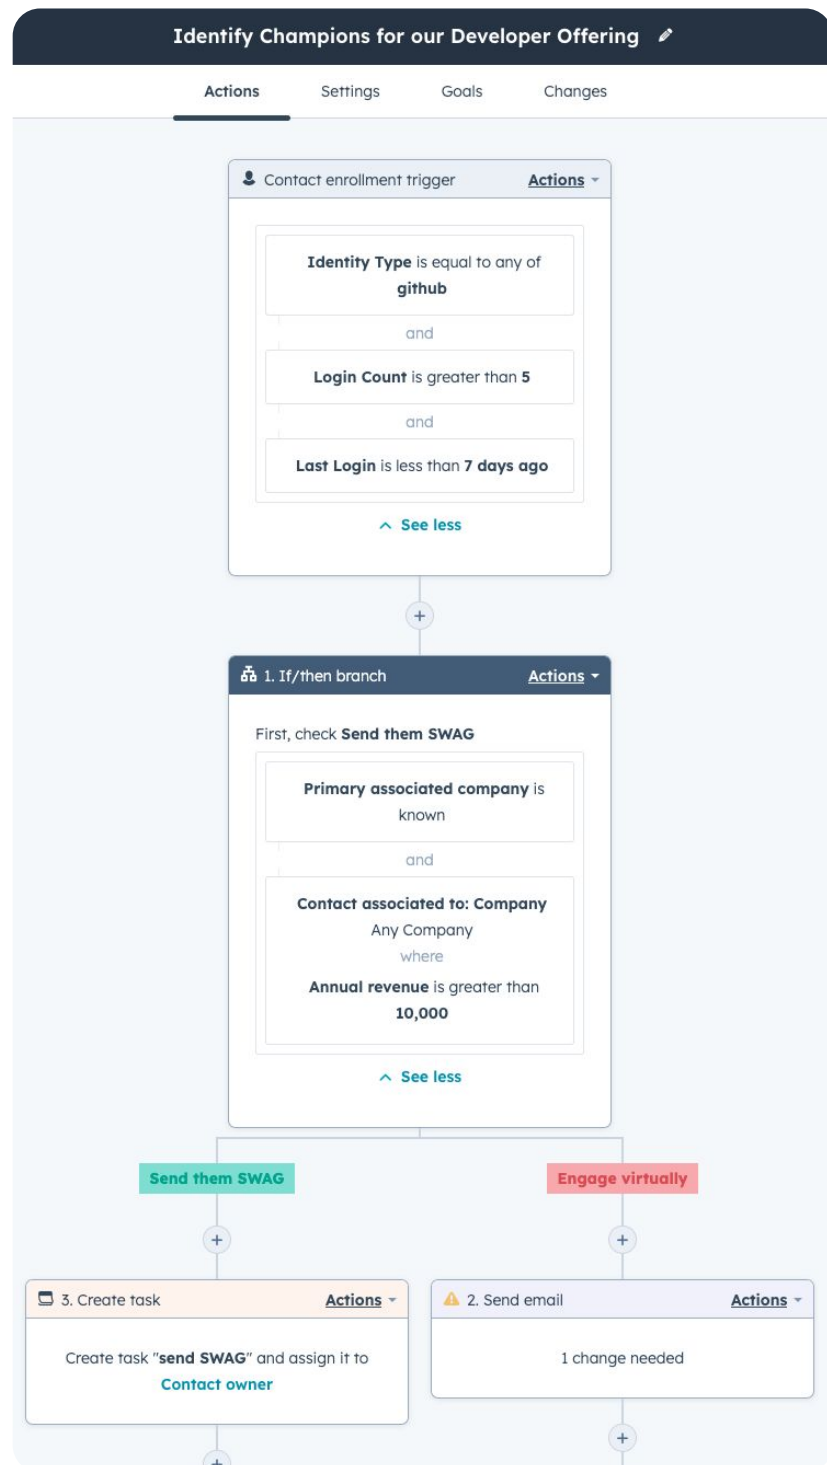 Identify Champions for our Developer Offering
Actions Settings Goals Changes
Contact enrollment trigger Actions
Identity Type is equal to any of
github
and
Login Count is greater than 5
and
Last Login is less than 7 days ago
See less
1. If/then branch Actions
First, check Send them SWAG
Primary associated company is
known
and
Contact associated to: Company
Any Company
where
Annual revenue is greater than
10,000
See less
Send them SWAG Engage virtually
3. Create task Actions 2. Send email Actions
Create task "send SWAG" and assign it to 1 change needed
Contact owner